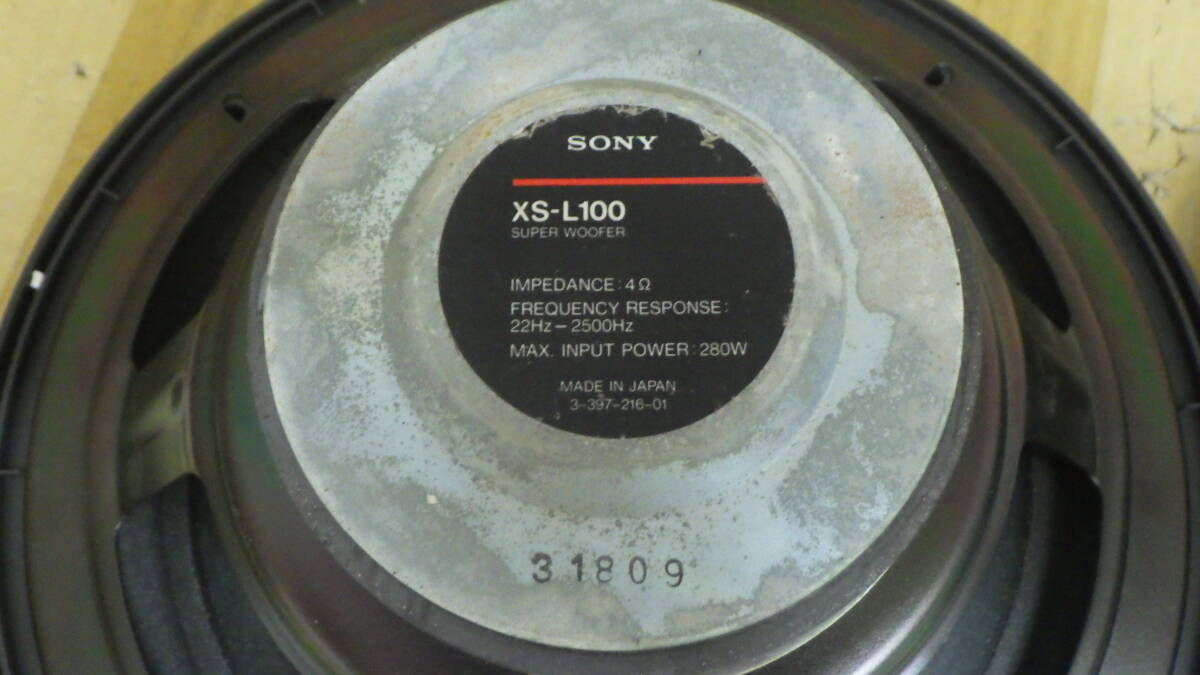 SONY
XS-L100
SUPER WOOFER
IMPEDANCE: 4Ω
FREQUENCY RESPONSE:
22Hz–2500Hz
MAX. INPUT POWER: 280W
MADE IN JAPAN
3-397-216-01
31809